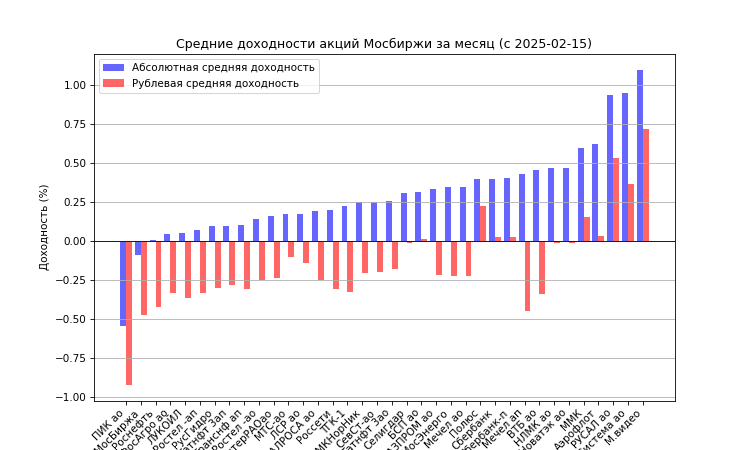 Средние доходности акций Мосбиржи за месяц (с 2025-02-15)
Абсолютная средняя доходность
Рублевая средняя доходность
Доходность (%)
1.00
0.75
0.50
0.25
0.00
−0.25
−0.50
−0.75
−1.00
ПИК ао
МосБиржа
Роснефть
ЛУКОЙЛ
Ростел -ап
РусГидро
Ростел -ао
МТС-ао
ЛСР ао
Россети
ТГК-1
СевСт-ао
Селигдар
БСП ао
Мечел ао
Полюс
Сбербанк
Мечел ап
ВТБ ао
НЛМК ао
ММК
Аэрофлот
РУСАЛ ао
М.видео